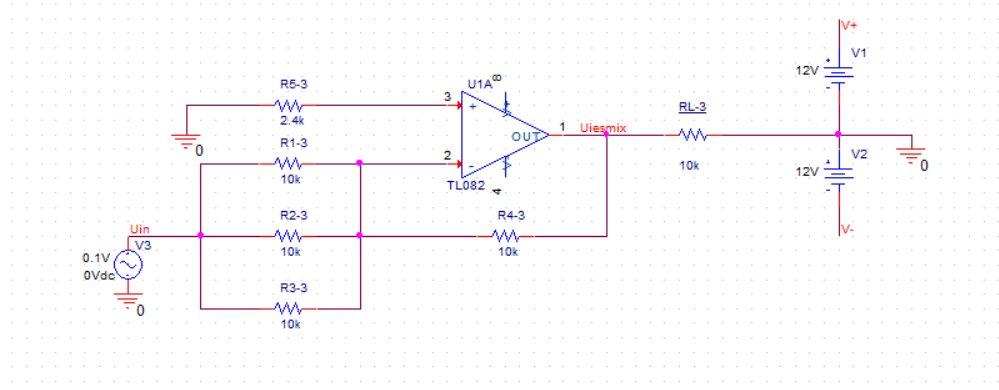 V+
V1
12V
U1A
8
R5-3
3
+
2.4k
0
RL-3
1
Uiesmix
OUT
10k
0
V2
12V
R1-3
2
-
10k
TL082
4
R2-3
10k
R4-3
10k
Uin
V3
0.1V
0Vdc
0
V-
R3-3
10k